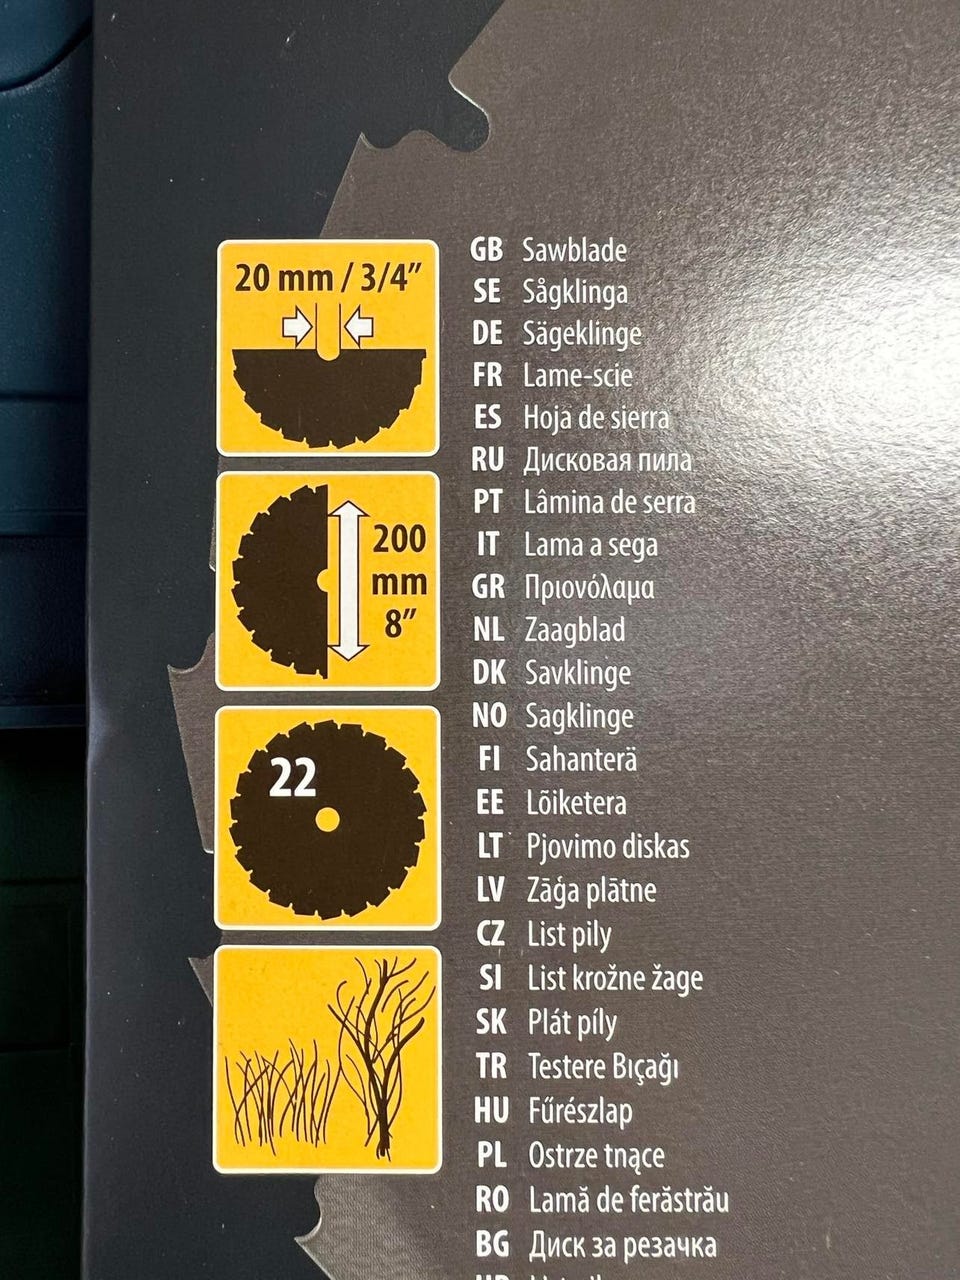 20 mm / 3/4”
200
mm
8”
22
GB Sawblade
SE Sågklinga
DE Sägeklinge
FR Lame-scie
ES Hoja de sierra
RU Дисковая пила
PT Lâmina de serra
IT Lama a sega
GR Πριονόλαμα
NL Zaagblad
DK Savklinge
NO Sagklinge
FI Sahanterä
EE Lõiketera
LT Pjovimo diskas
LV Zāģa plātne
CZ List pily
SI List krožne žage
SK Plát píly
TR Testere Bıçağı
HU Fűrészlap
PL Ostrze tnące
RO Lamă de ferăstrău
BG Диск за резачка